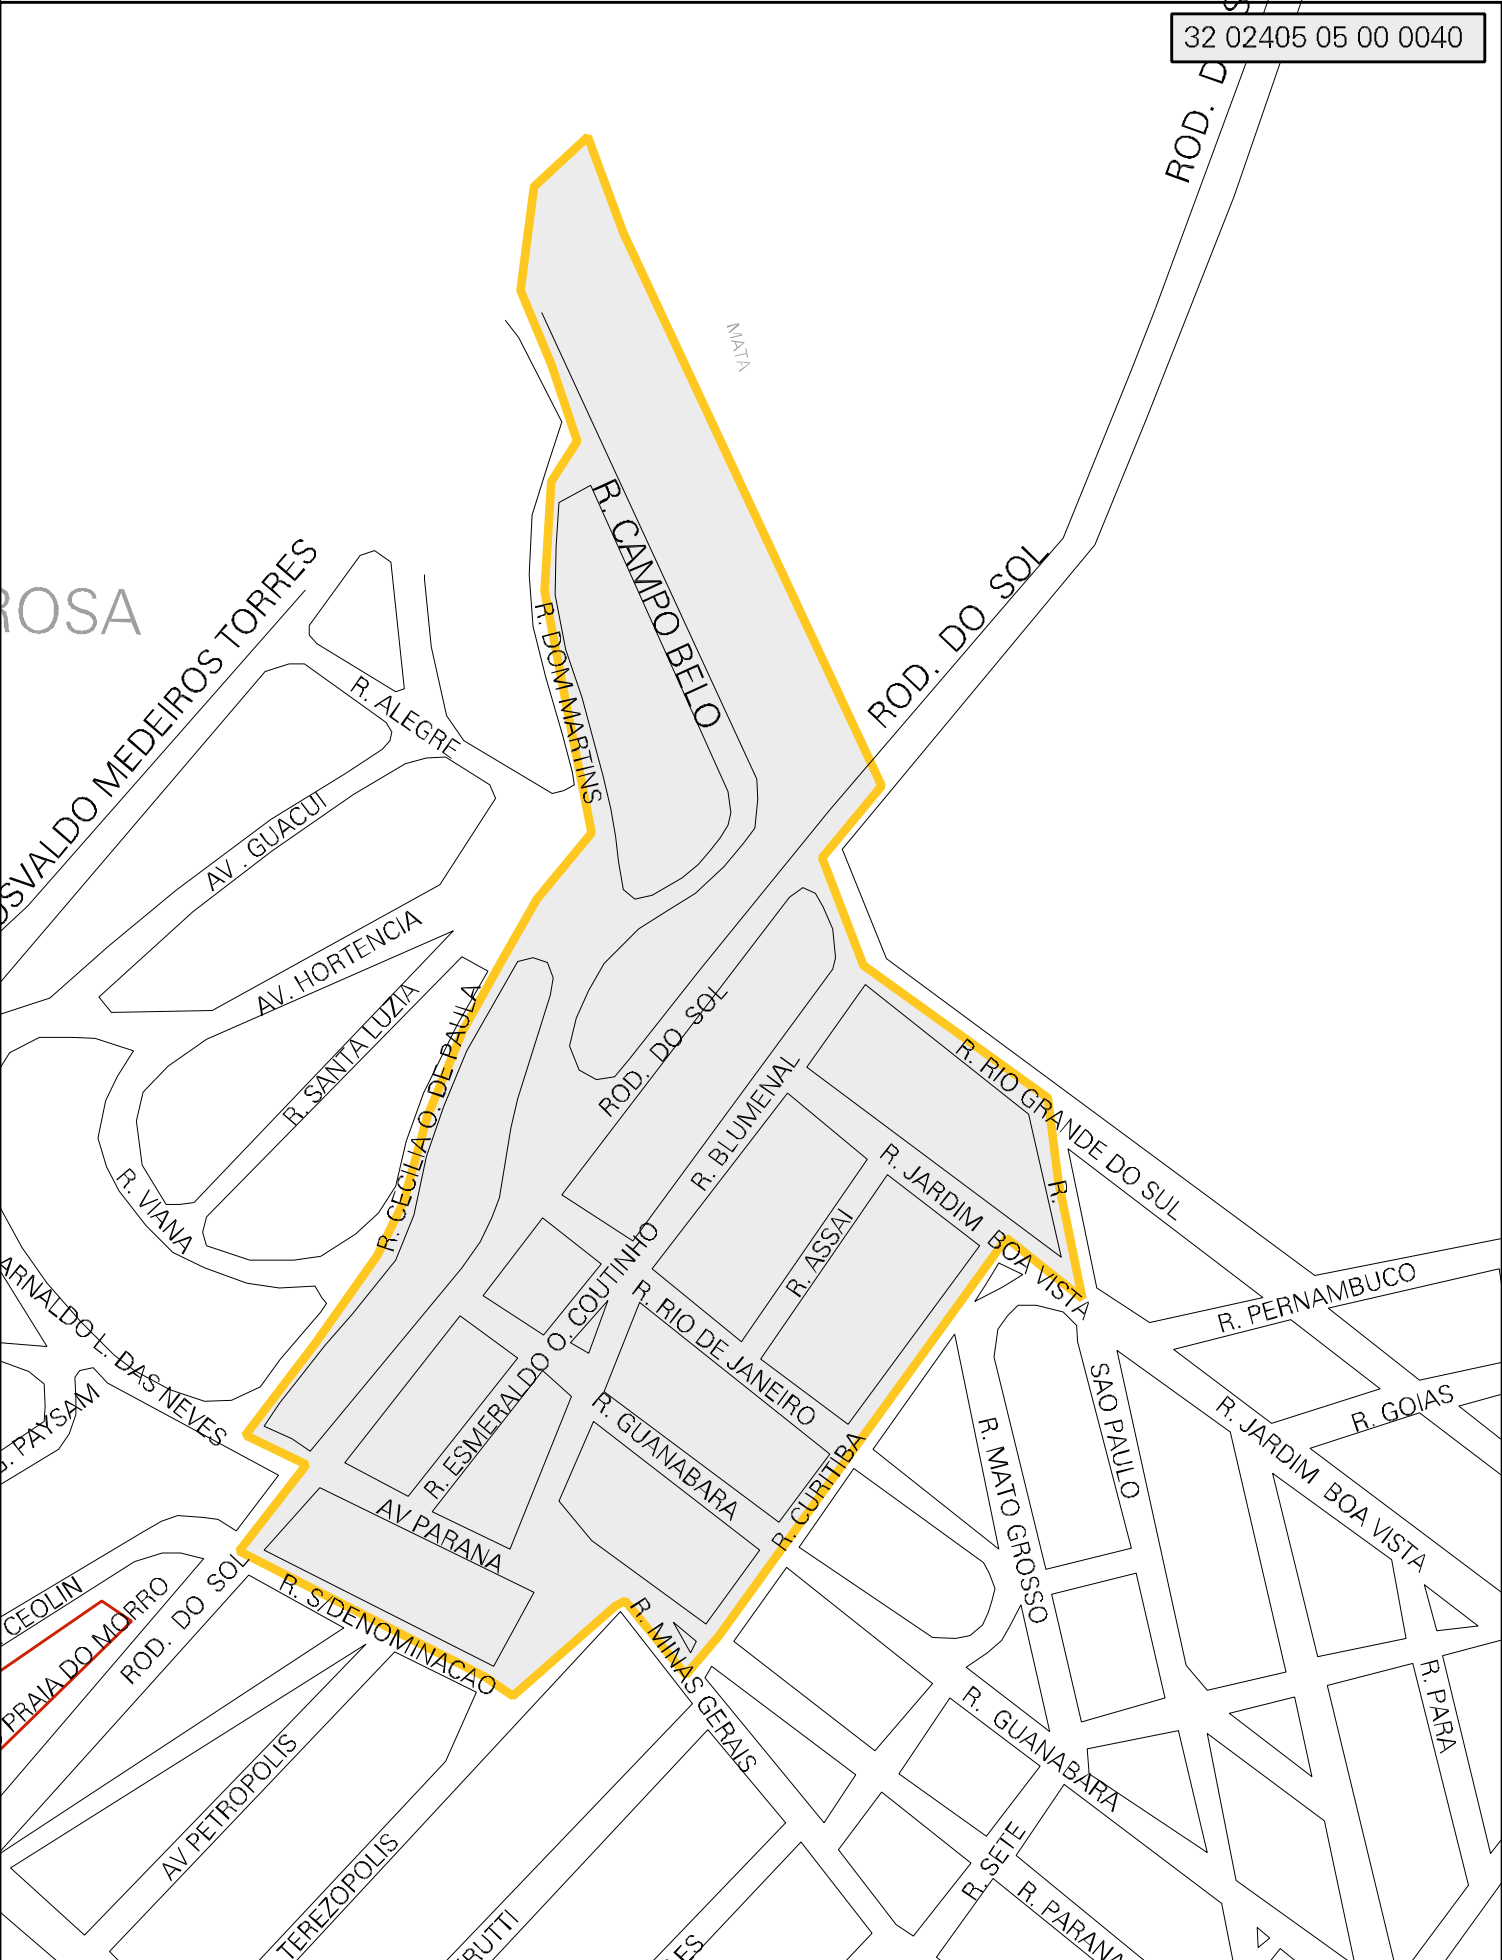 32 02405 05 00 0040
ROD.
MATA
ROD. DO SOL
R. CAMPO BELO
ROSA
OSVALDO MEDEIROS TORRES
R. DOM MARTINS
R. ALEGRE
AV . GUACUI
AV. HORTENCIA
R. SANTA LUZIA
R. CECILIA O. DE PAULA
ROD. DO SOL
R. BLUMENAL
R. RIO GRANDE DO SUL
R. VIANA
R. JARDIM BOA VISTA
R.
R. ASSAI
ARNALDO L. DAS NEVES
R. ESMERALDO O. COUTINHO
R. RIO DE JANEIRO
R. PERNAMBUCO
PAYSAM
R. GUANABARA
R. CURITIBA
SAO PAULO
R. MATO GROSSO
R. GOIAS
R. JARDIM BOA VISTA
AV PARANA
CEOLIN
PRAIA DO MORRO
ROD. DO SOL
R. S/DENOMINACAO
R. MINAS GERAIS
R. GUANABARA
R. PARA
AV PETROPOLIS
TEREZOPOLIS
RUTTI
ES
R. SETE
R. PARANA